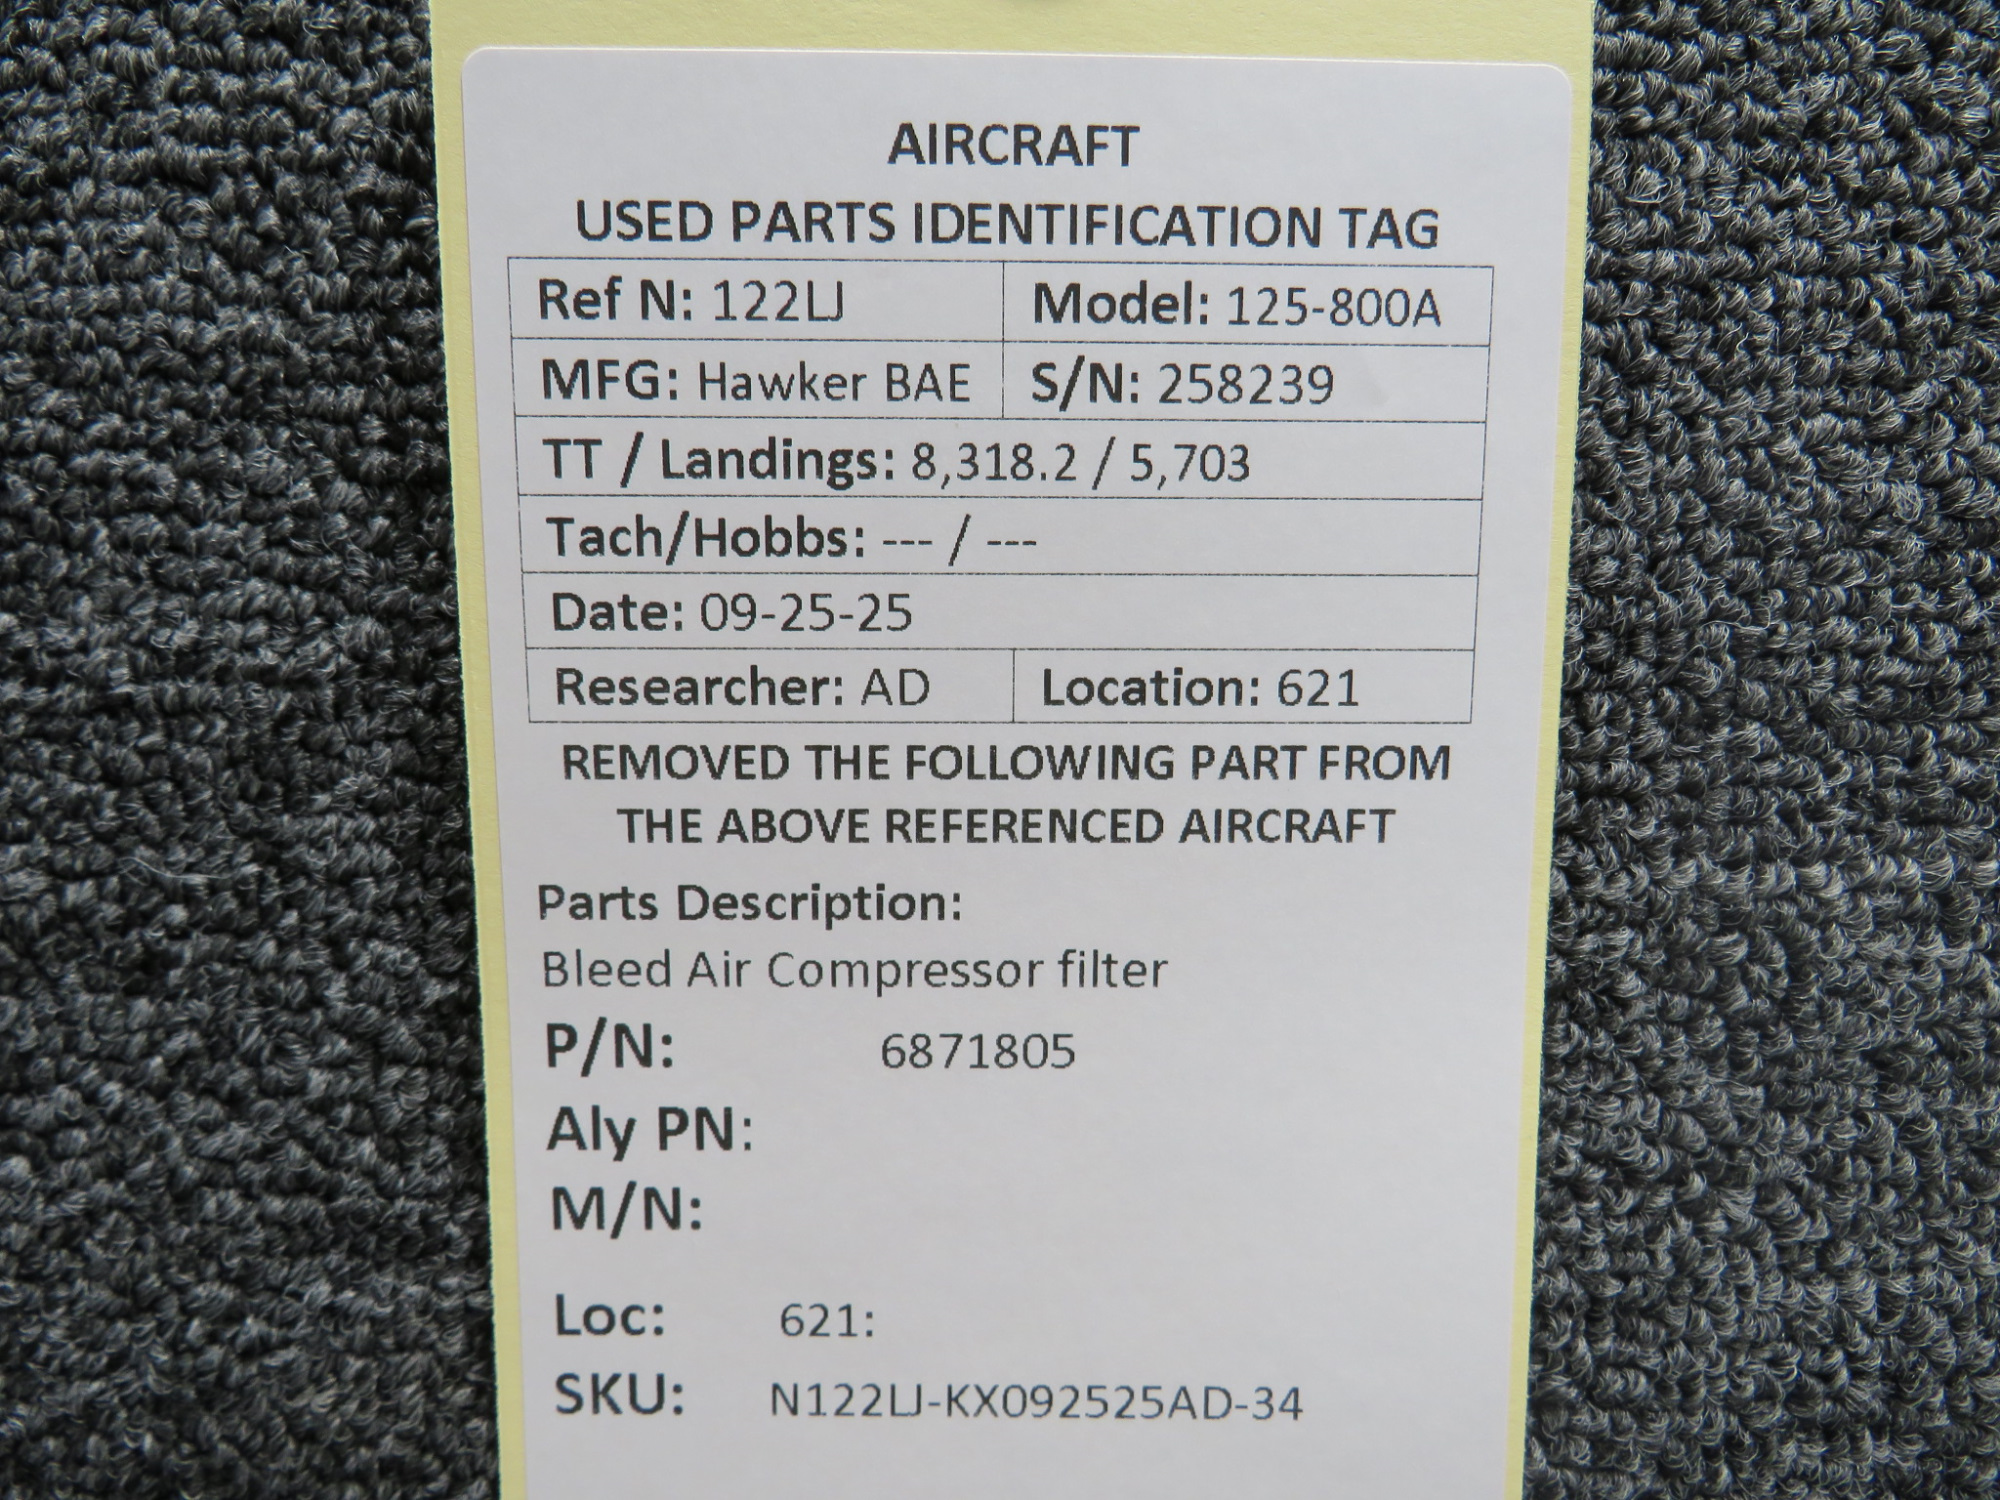 AIRCRAFT
USED PARTS IDENTIFICATION TAG
Ref N: 122LJ Model: 125-800A
MFG: Hawker BAE S/N: 258239
TT / Landings: 8,318.2 / 5,703
Tach/Hobbs: --- / ---
Date: 09-25-25
Researcher: AD Location: 621
REMOVED THE FOLLOWING PART FROM
THE ABOVE REFERENCED AIRCRAFT
Parts Description:
Bleed Air Compressor filter
P/N: 6871805
Aly PN:
M/N:
Loc: 621:
SKU: N122LJ-KX092525AD-34